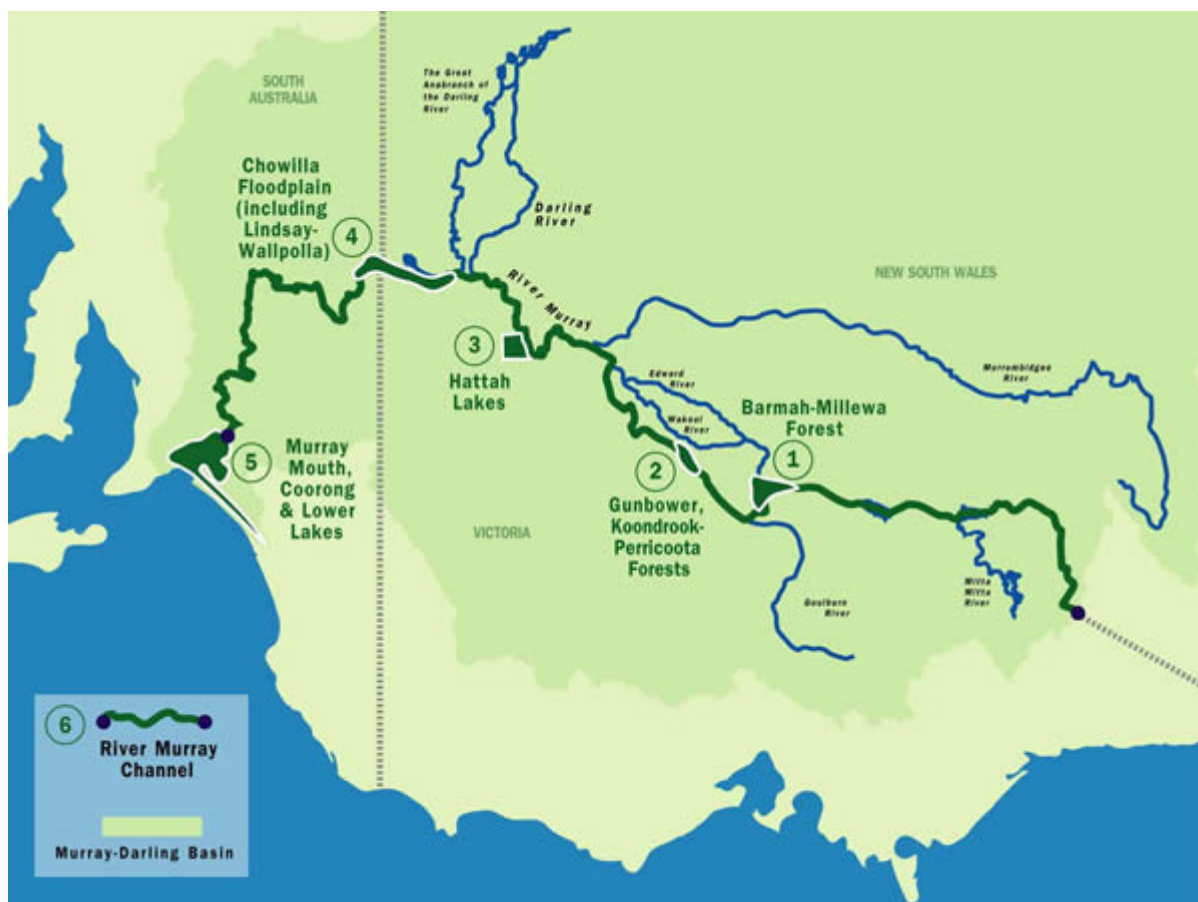 SOUTH
AUSTRALIA
The Great
Anabranch of
the Darling
River
Chowilla
Floodplain
(including
Lindsay-
Wallpolla)
4
Darling
River
NEW SOUTH WALES
River Murray
3
Hattah
Lakes
Edward
River
Wakool
River
Murrumbidgee
River
Barmah-Millewa
Forest
1
5
Murray
Mouth,
Coorong
& Lower
Lakes
2
Gunbower,
Koondrook-
Perricoota
Forests
VICTORIA
Goulburn
River
Mitta
Mitta
River
6
River Murray
Channel
Murray-Darling Basin